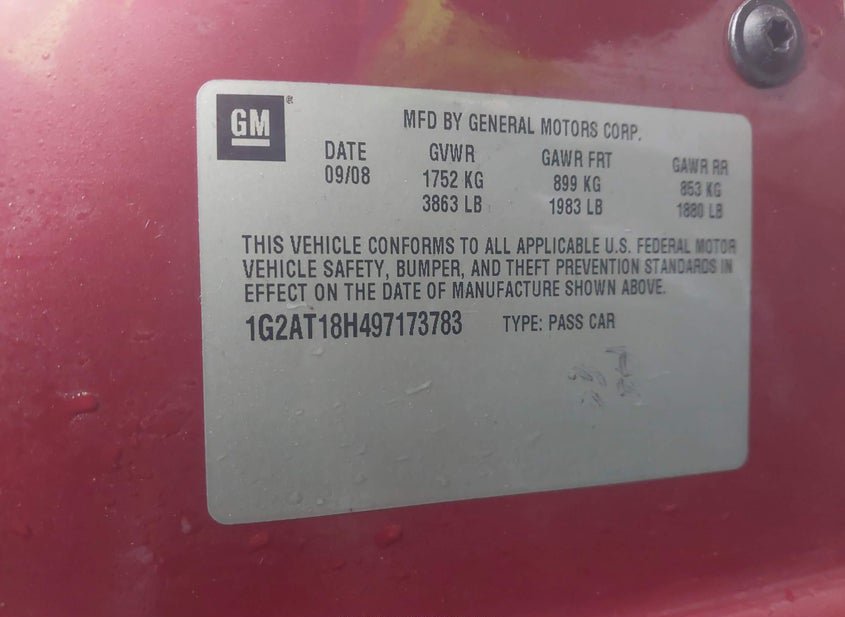 GM
MFD BY GENERAL MOTORS CORP.
DATE GVWR GAWR FRT GAWR RR
09/08 1752 KG 899 KG 853 KG
3863 LB 1983 LB 1880 LB
THIS VEHICLE CONFORMS TO ALL APPLICABLE U.S. FEDERAL MOTOR
VEHICLE SAFETY, BUMPER, AND THEFT PREVENTION STANDARDS IN
EFFECT ON THE DATE OF MANUFACTURE SHOWN ABOVE.
1G2AT18H497173783 TYPE: PASS CAR